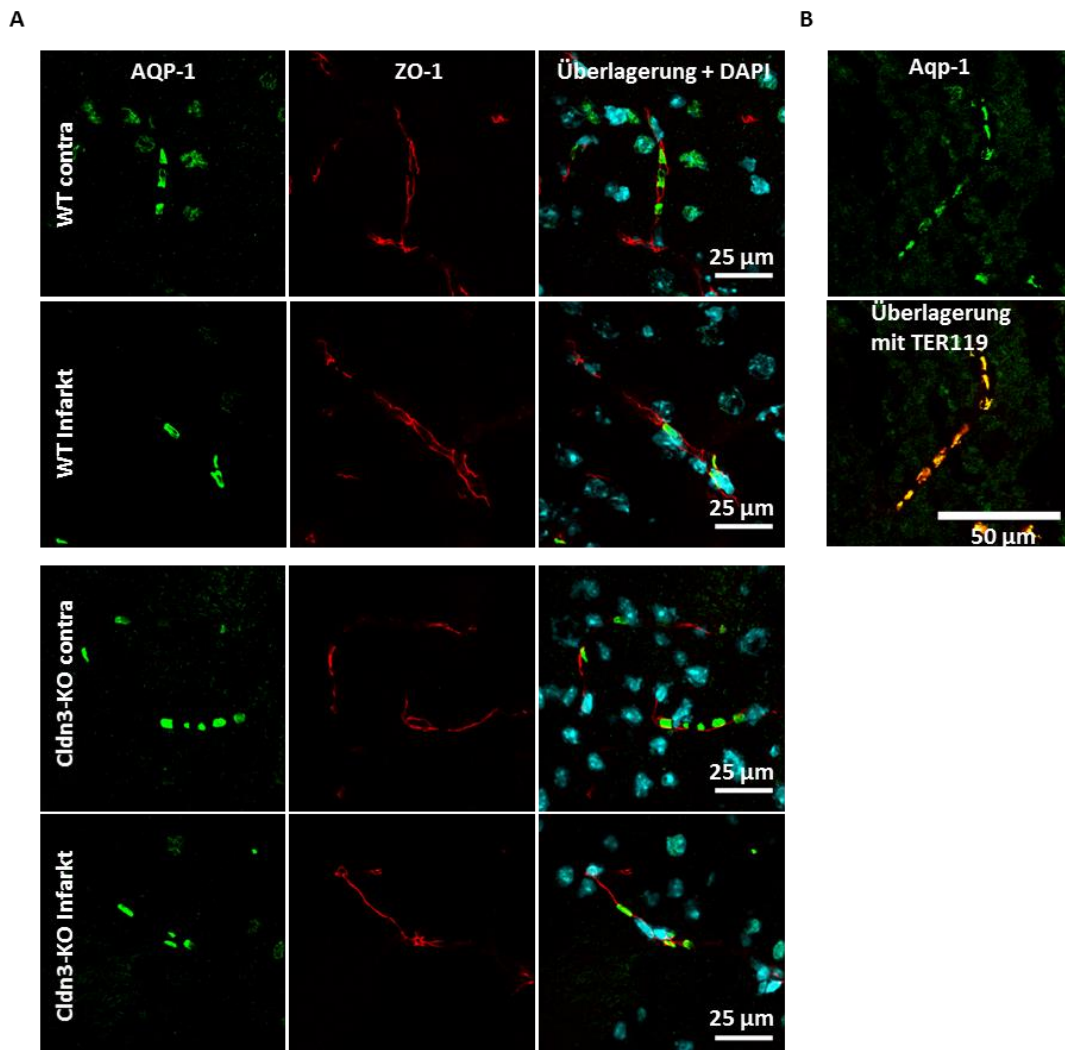 A
B
AQP-1
ZO-1
Überlagerung + DAPI
Aqp-1
WT contra
25 µm
WT Infarkt
25 µm
Überlagerung
mit TER119
50 µm
Cldn3-KO contra
25 µm
Cldn3-KO Infarkt
25 µm